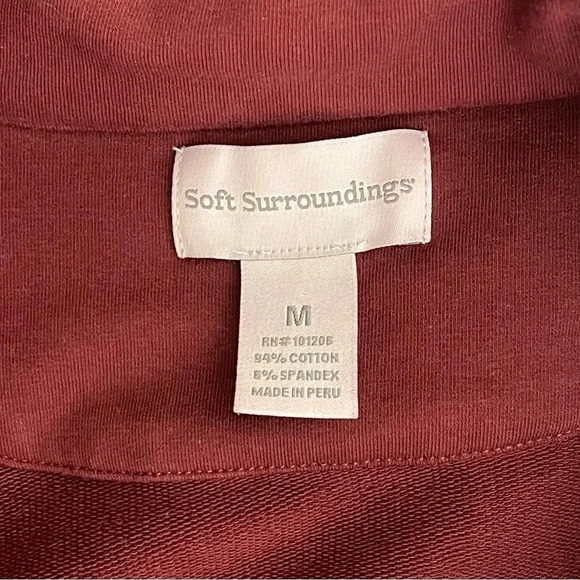 Soft Surroundings®
M
RN# 101206
94% COTTON
6% SPANDEX
MADE IN PERU